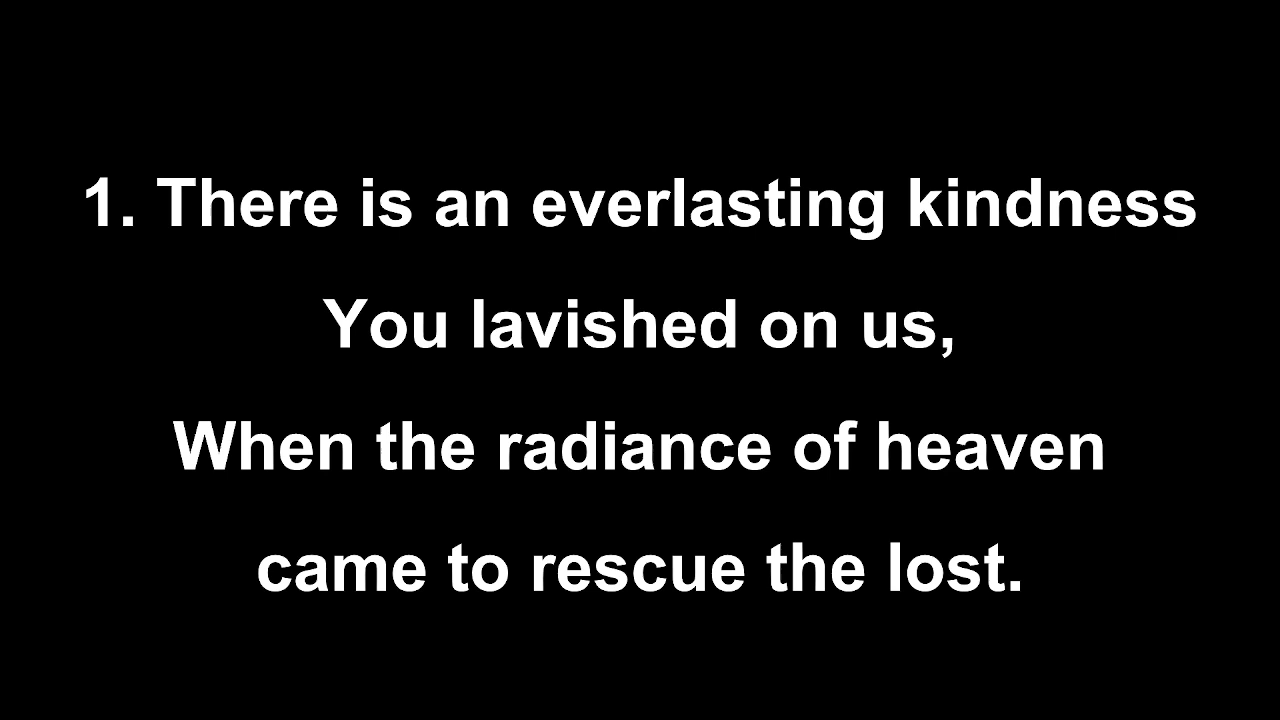 1. There is an everlasting kindness
You lavished on us,
When the radiance of heaven
came to rescue the lost.